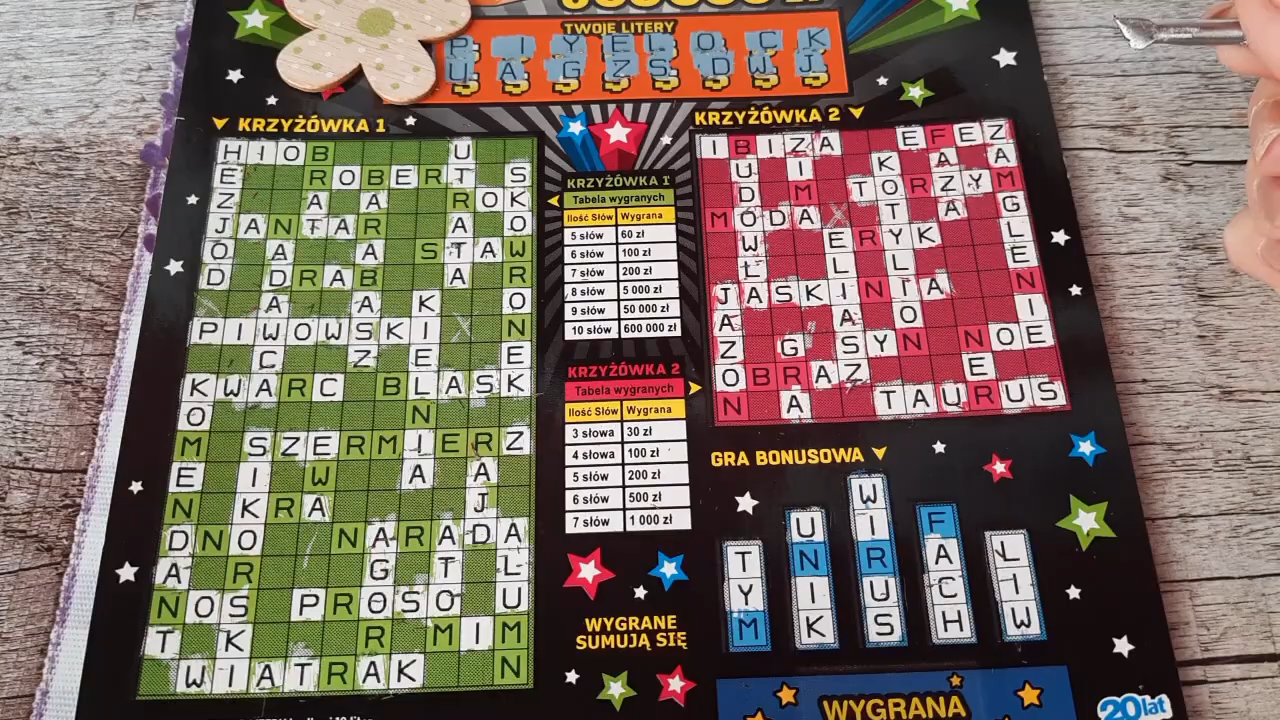 TWOJE LITERY
P I Y E L O C K
U A G Z S D W J
KRZYŻÓWKA 1
HIOB
ROBERT
ROK
JANTAR
STAW
DRAB
PIWOWSKI
KWARC
BLASK
SZERMIERZ
IKRA
DNO
NARADA
NOS
PROSO
MIM
WIATRAK
KRZYŻÓWKA 1
Tabela wygranych
Ilość Słów Wygrana
5 słów 60 zł
6 słów 100 zł
7 słów 200 zł
8 słów 5 000 zł
9 słów 50 000 zł
10 słów 600 000 zł
KRZYŻÓWKA 2
Tabela wygranych
Ilość Słów Wygrana
3 słowa 30 zł
4 słowa 100 zł
5 słów 200 zł
6 słów 500 zł
7 słów 1 000 zł
WYGRANE
SUMUJĄ SIĘ
KRZYŻÓWKA 2
IBIZA
EFEZ
TORZYM
MODA
ERYK
JASKINIA
GRA
SYN
NOE
OBRAZ
TAURUS
GRA BONUSOWA
TYM
UNIK
WIRUS
FACH
LIW
WYGRANA
20 lat